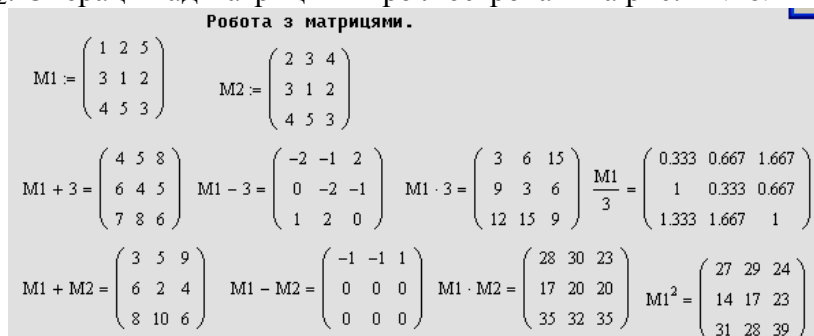 Робота з матрицями.
M1 := ( 1 2 5 ; 3 1 2 ; 4 5 3 ) M2 := ( 2 3 4 ; 3 1 2 ; 4 5 3 )
M1 + 3 = ( 4 5 8 ; 6 4 5 ; 7 8 6 ) M1 − 3 = ( −2 −1 2 ; 0 −2 −1 ; 1 2 0 ) M1 · 3 = ( 3 6 15 ; 9 3 6 ; 12 15 9 ) M1/3 = ( 0.333 0.667 1.667 ; 1 0.333 0.667 ; 1.333 1.667 1 )
M1 + M2 = ( 3 5 9 ; 6 2 4 ; 8 10 6 ) M1 − M2 = ( −1 −1 1 ; 0 0 0 ; 0 0 0 ) M1 · M2 = ( 28 30 23 ; 17 20 20 ; 35 32 35 ) M1² = ( 27 29 24 ; 14 17 23 ; 31 28 39 )